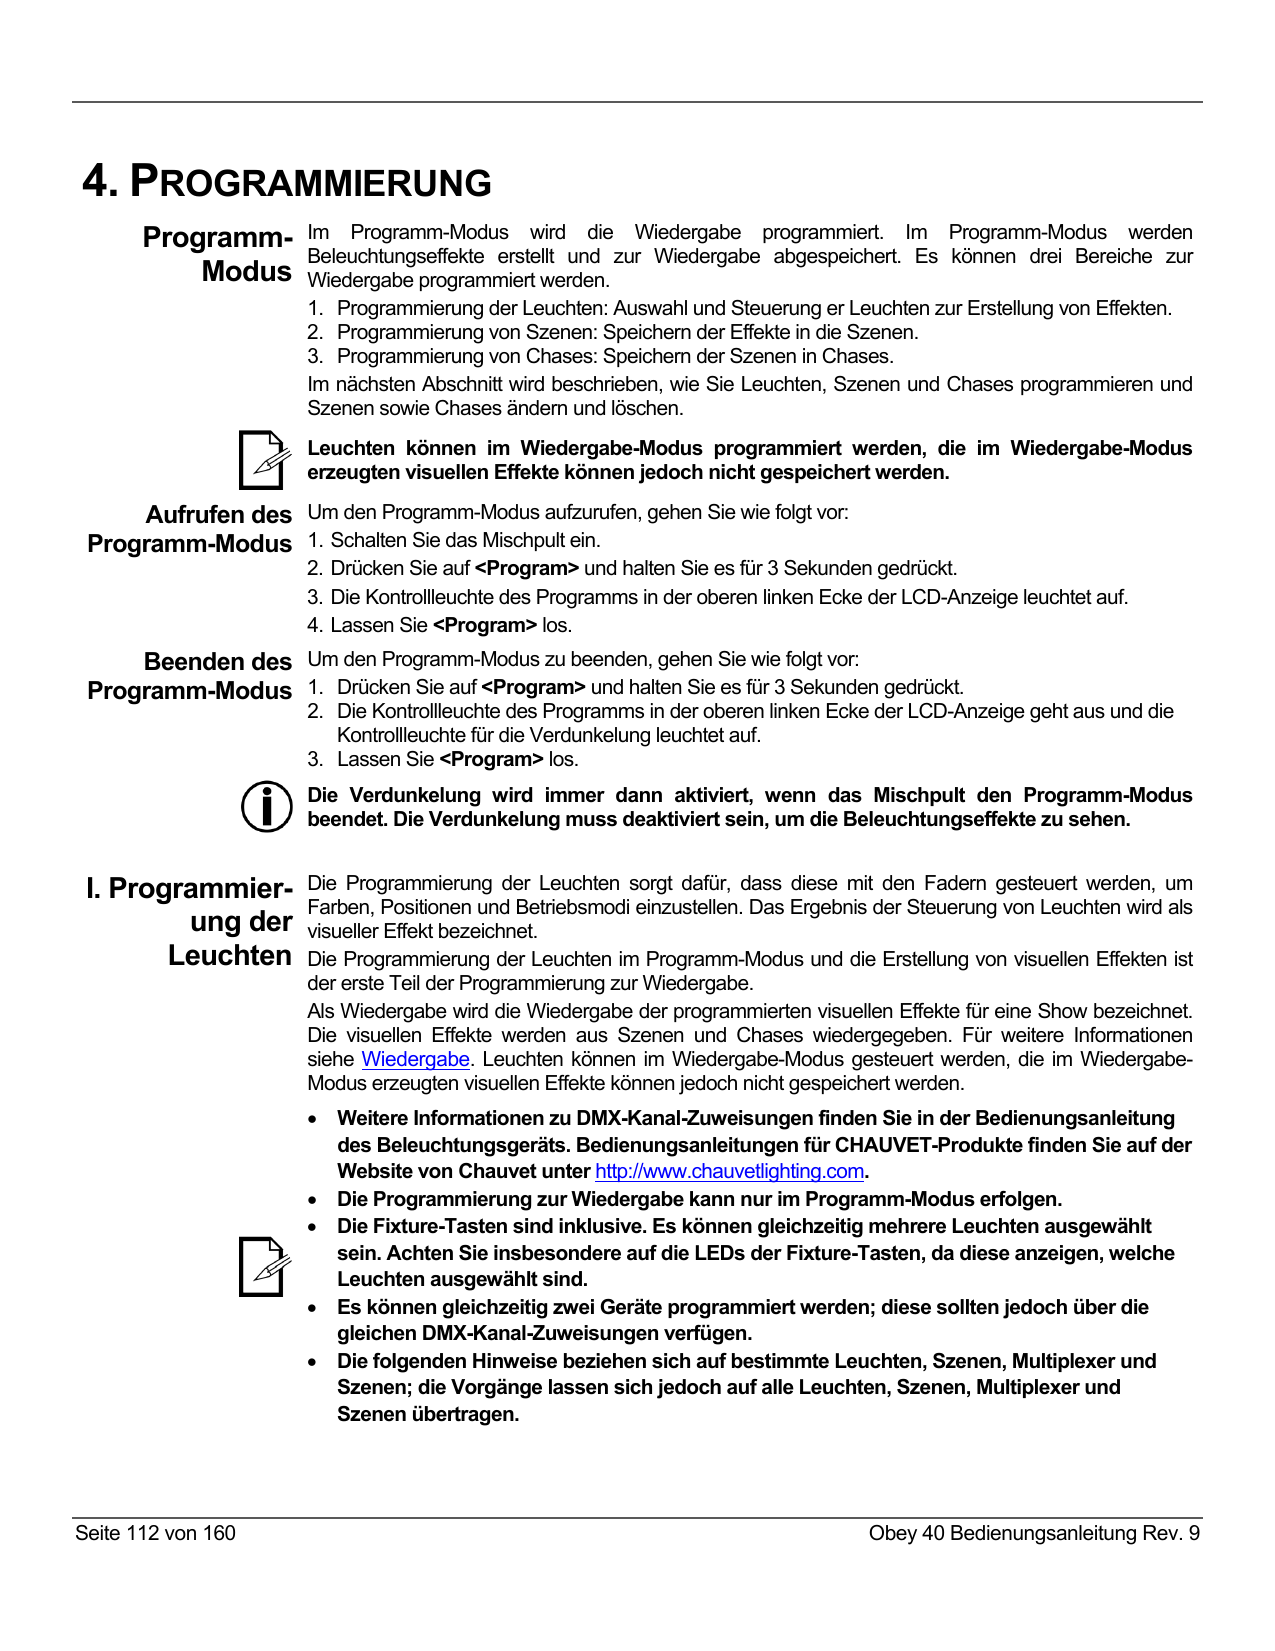 4. PROGRAMMIERUNG
Programm-
Modus
Im Programm-Modus wird die Wiedergabe programmiert. Im Programm-Modus werden
Beleuchtungseffekte erstellt und zur Wiedergabe abgespeichert. Es können drei Bereiche zur
Wiedergabe programmiert werden.
1. Programmierung der Leuchten: Auswahl und Steuerung er Leuchten zur Erstellung von Effekten.
2. Programmierung von Szenen: Speichern der Effekte in die Szenen.
3. Programmierung von Chases: Speichern der Szenen in Chases.
Im nächsten Abschnitt wird beschrieben, wie Sie Leuchten, Szenen und Chases programmieren und
Szenen sowie Chases ändern und löschen.
Leuchten können im Wiedergabe-Modus programmiert werden, die im Wiedergabe-Modus
erzeugten visuellen Effekte können jedoch nicht gespeichert werden.
Aufrufen des
Programm-Modus
Um den Programm-Modus aufzurufen, gehen Sie wie folgt vor:
1. Schalten Sie das Mischpult ein.
2. Drücken Sie auf <Program> und halten Sie es für 3 Sekunden gedrückt.
3. Die Kontrollleuchte des Programms in der oberen linken Ecke der LCD-Anzeige leuchtet auf.
4. Lassen Sie <Program> los.
Beenden des
Programm-Modus
Um den Programm-Modus zu beenden, gehen Sie wie folgt vor:
1. Drücken Sie auf <Program> und halten Sie es für 3 Sekunden gedrückt.
2. Die Kontrollleuchte des Programms in der oberen linken Ecke der LCD-Anzeige geht aus und die
Kontrollleuchte für die Verdunkelung leuchtet auf.
3. Lassen Sie <Program> los.
Die Verdunkelung wird immer dann aktiviert, wenn das Mischpult den Programm-Modus
beendet. Die Verdunkelung muss deaktiviert sein, um die Beleuchtungseffekte zu sehen.
I. Programmier-
ung der
Leuchten
Die Programmierung der Leuchten sorgt dafür, dass diese mit den Fadern gesteuert werden, um
Farben, Positionen und Betriebsmodi einzustellen. Das Ergebnis der Steuerung von Leuchten wird als
visueller Effekt bezeichnet.
Die Programmierung der Leuchten im Programm-Modus und die Erstellung von visuellen Effekten ist
der erste Teil der Programmierung zur Wiedergabe.
Als Wiedergabe wird die Wiedergabe der programmierten visuellen Effekte für eine Show bezeichnet.
Die visuellen Effekte werden aus Szenen und Chases wiedergegeben. Für weitere Informationen
siehe Wiedergabe. Leuchten können im Wiedergabe-Modus gesteuert werden, die im Wiedergabe-
Modus erzeugten visuellen Effekte können jedoch nicht gespeichert werden.
• Weitere Informationen zu DMX-Kanal-Zuweisungen finden Sie in der Bedienungsanleitung
des Beleuchtungsgeräts. Bedienungsanleitungen für CHAUVET-Produkte finden Sie auf der
Website von Chauvet unter http://www.chauvetlighting.com.
• Die Programmierung zur Wiedergabe kann nur im Programm-Modus erfolgen.
• Die Fixture-Tasten sind inklusive. Es können gleichzeitig mehrere Leuchten ausgewählt
sein. Achten Sie insbesondere auf die LEDs der Fixture-Tasten, da diese anzeigen, welche
Leuchten ausgewählt sind.
• Es können gleichzeitig zwei Geräte programmiert werden; diese sollten jedoch über die
gleichen DMX-Kanal-Zuweisungen verfügen.
• Die folgenden Hinweise beziehen sich auf bestimmte Leuchten, Szenen, Multiplexer und
Szenen; die Vorgänge lassen sich jedoch auf alle Leuchten, Szenen, Multiplexer und
Szenen übertragen.
Seite 112 von 160
Obey 40 Bedienungsanleitung Rev. 9